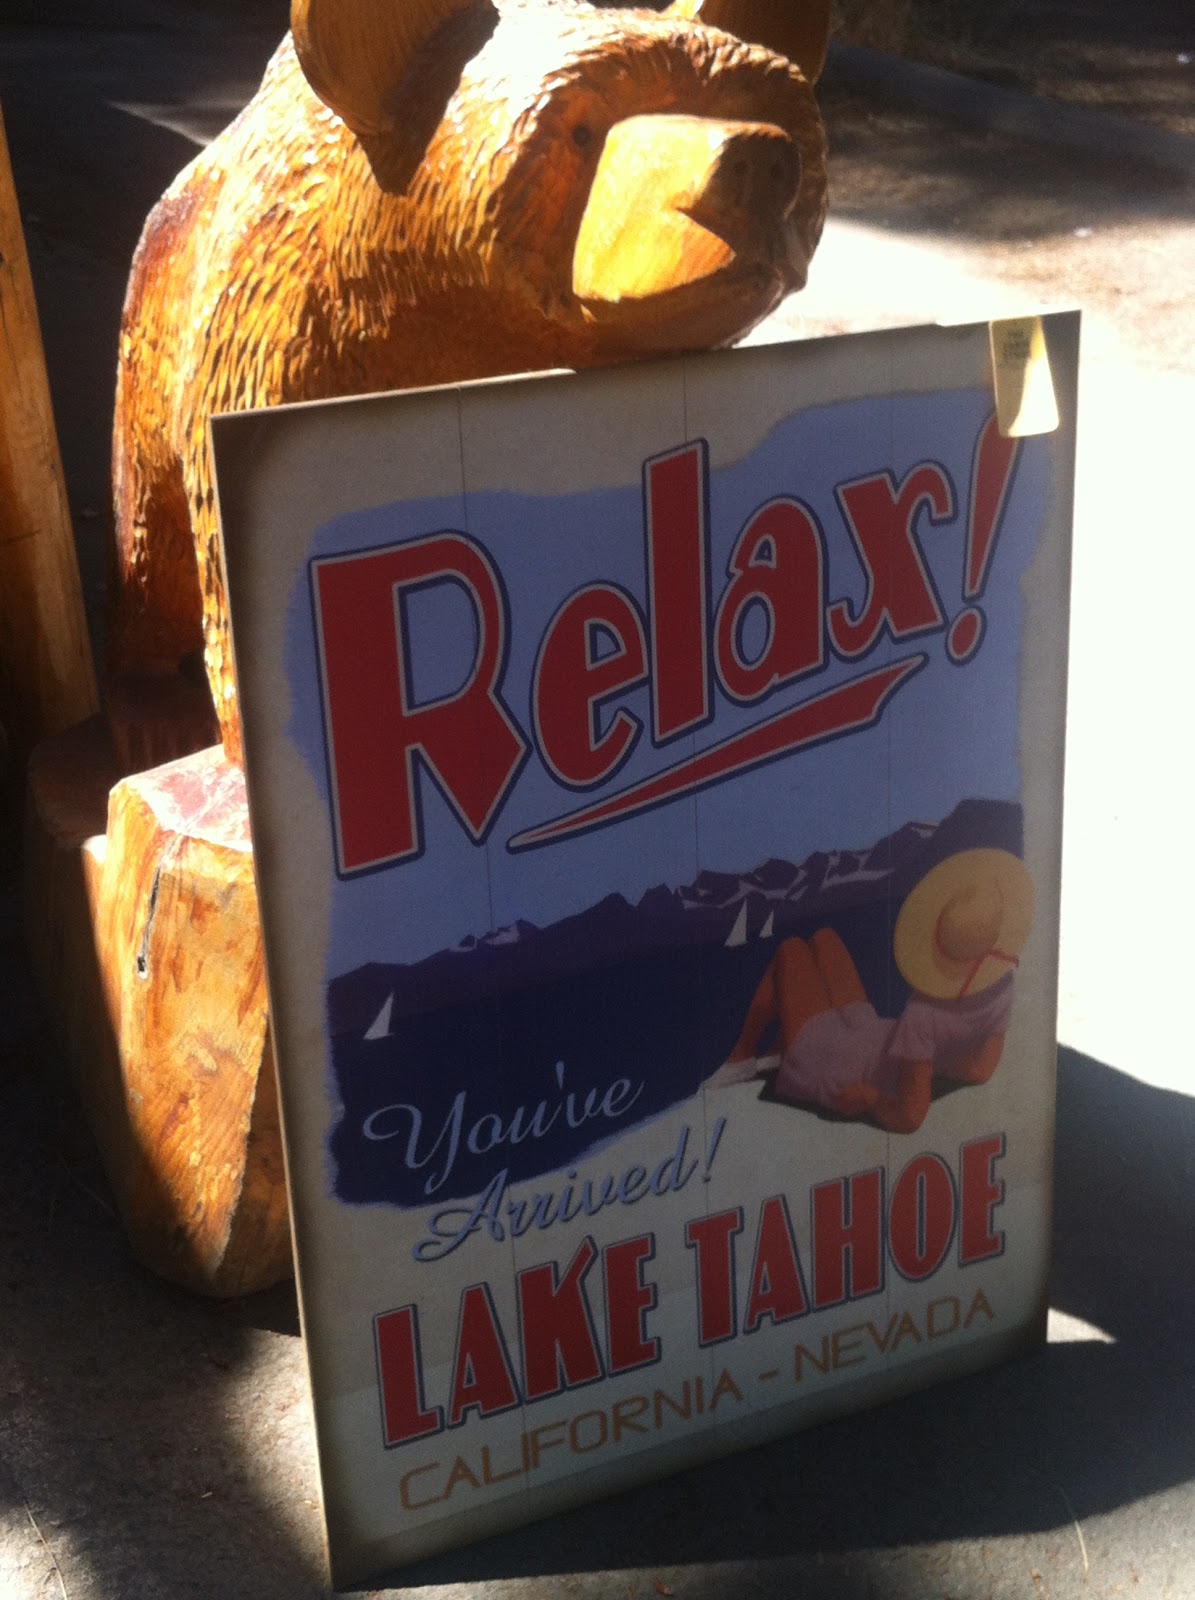 Relax!
You've
Arrived!
LAKE TAHOE
CALIFORNIA - NEVADA